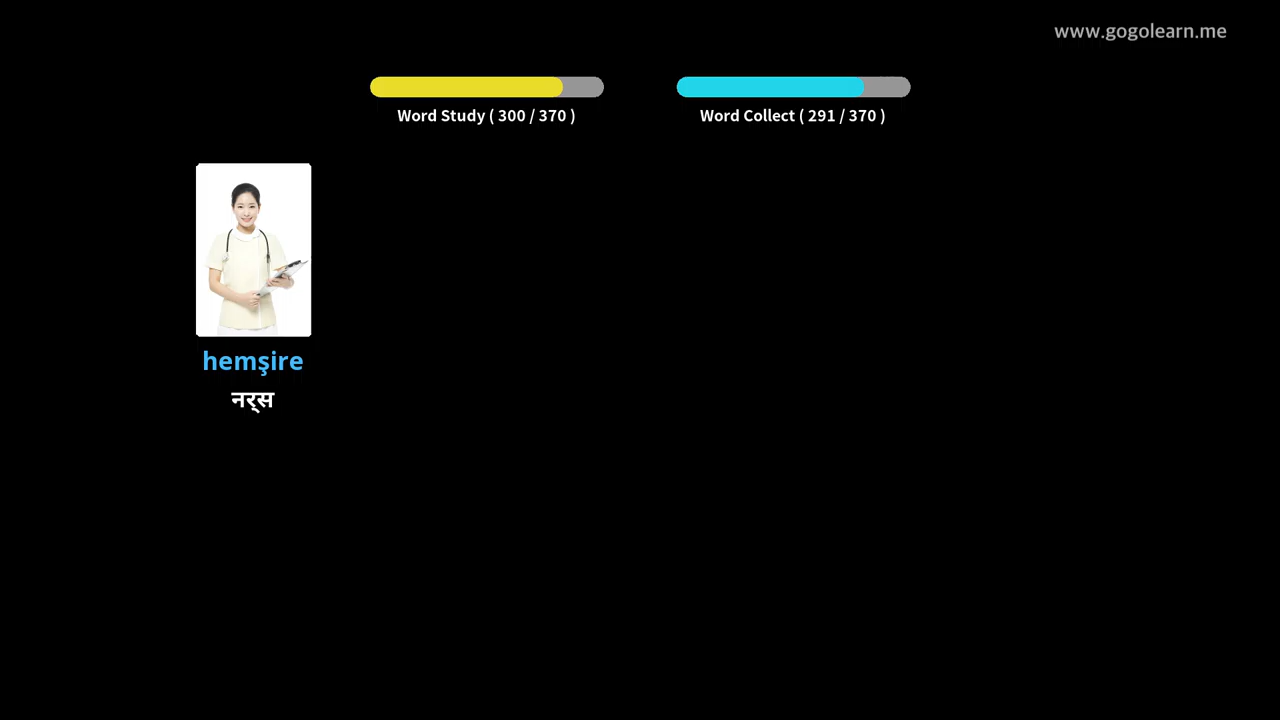 www.gogolearn.me
Word Study ( 300 / 370 )
Word Collect ( 291 / 370 )
hemşire
नर्स